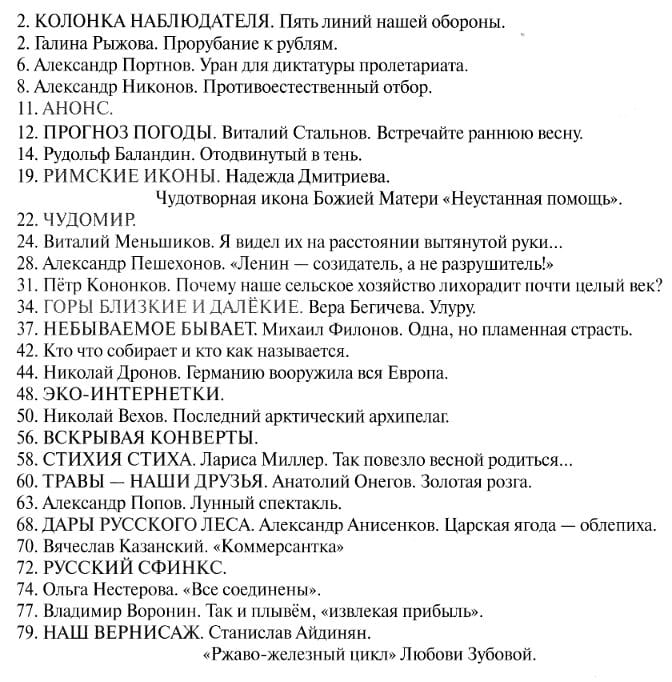 2. КОЛОНКА НАБЛЮДАТЕЛЯ. Пять линий нашей обороны.
2. Галина Рыжова. Прорубание к рублям.
6. Александр Портнов. Уран для диктатуры пролетариата.
8. Александр Никонов. Противоестественный отбор.
11. АНОНС.
12. ПРОГНОЗ ПОГОДЫ. Виталий Стальнов. Встречайте раннюю весну.
14. Рудольф Баландин. Отодвинутый в тень.
19. РИМСКИЕ ИКОНЫ. Надежда Дмитриева.
Чудотворная икона Божией Матери «Неустанная помощь».
22. ЧУДОМИР.
24. Виталий Меньшиков. Я видел их на расстоянии вытянутой руки...
28. Александр Пешехонов. «Ленин — созидатель, а не разрушитель!»
31. Пётр Кононков. Почему наше сельское хозяйство лихорадит почти целый век?
34. ГОРЫ БЛИЗКИЕ И ДАЛЁКИЕ. Вера Бегичева. Улуру.
37. НЕБЫВАЕМОЕ БЫВАЕТ. Михаил Филонов. Одна, но пламенная страсть.
42. Кто что собирает и кто как называется.
44. Николай Дронов. Германию вооружила вся Европа.
48. ЭКО-ИНТЕРНЕТКИ.
50. Николай Вехов. Последний арктический архипелаг.
56. ВСКРЫВАЯ КОНВЕРТЫ.
58. СТИХИЯ СТИХА. Лариса Миллер. Так повезло весной родиться...
60. ТРАВЫ — НАШИ ДРУЗЬЯ. Анатолий Онегов. Золотая розга.
63. Александр Попов. Лунный спектакль.
68. ДАРЫ РУССКОГО ЛЕСА. Александр Анисенков. Царская ягода — облепиха.
70. Вячеслав Казанский. «Коммерсантка»
72. РУССКИЙ СФИНКС.
74. Ольга Нестерова. «Все соединены».
77. Владимир Воронин. Так и плывём, «извлекая прибыль».
79. НАШ ВЕРНИСАЖ. Станислав Айдинян.
«Ржаво-железный цикл» Любови Зубовой.